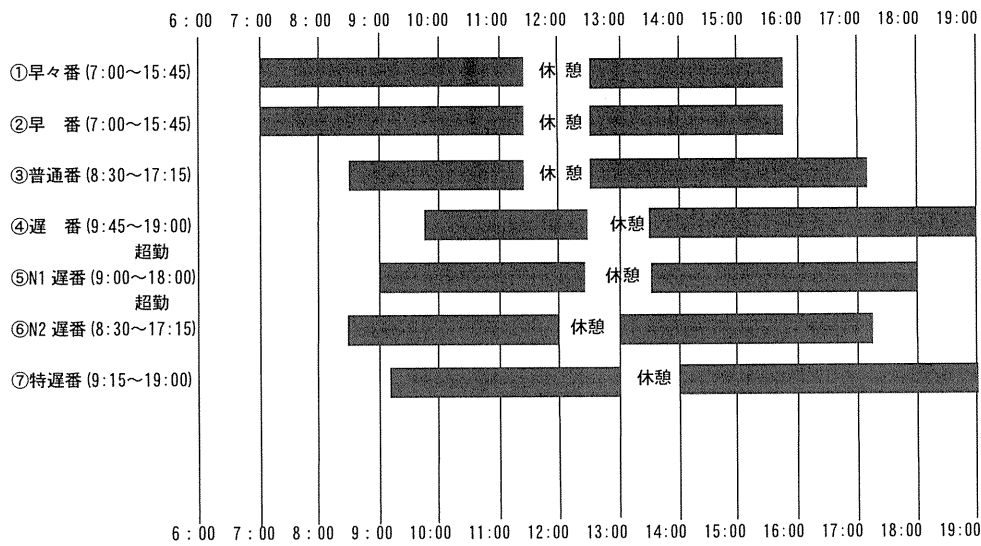 6:00 7:00 8:00 9:00 10:00 11:00 12:00 13:00 14:00 15:00 16:00 17:00 18:00 19:00
①早々番(7:00～15:45) 休憩
②早　番(7:00～15:45) 休憩
③普通番(8:30～17:15) 休憩
④遅　番(9:45～19:00) 休憩
超勤
⑤N1遅番(9:00～18:00) 休憩
超勤
⑥N2遅番(8:30～17:15) 休憩
⑦特遅番(9:15～19:00) 休憩
6:00 7:00 8:00 9:00 10:00 11:00 12:00 13:00 14:00 15:00 16:00 17:00 18:00 19:00